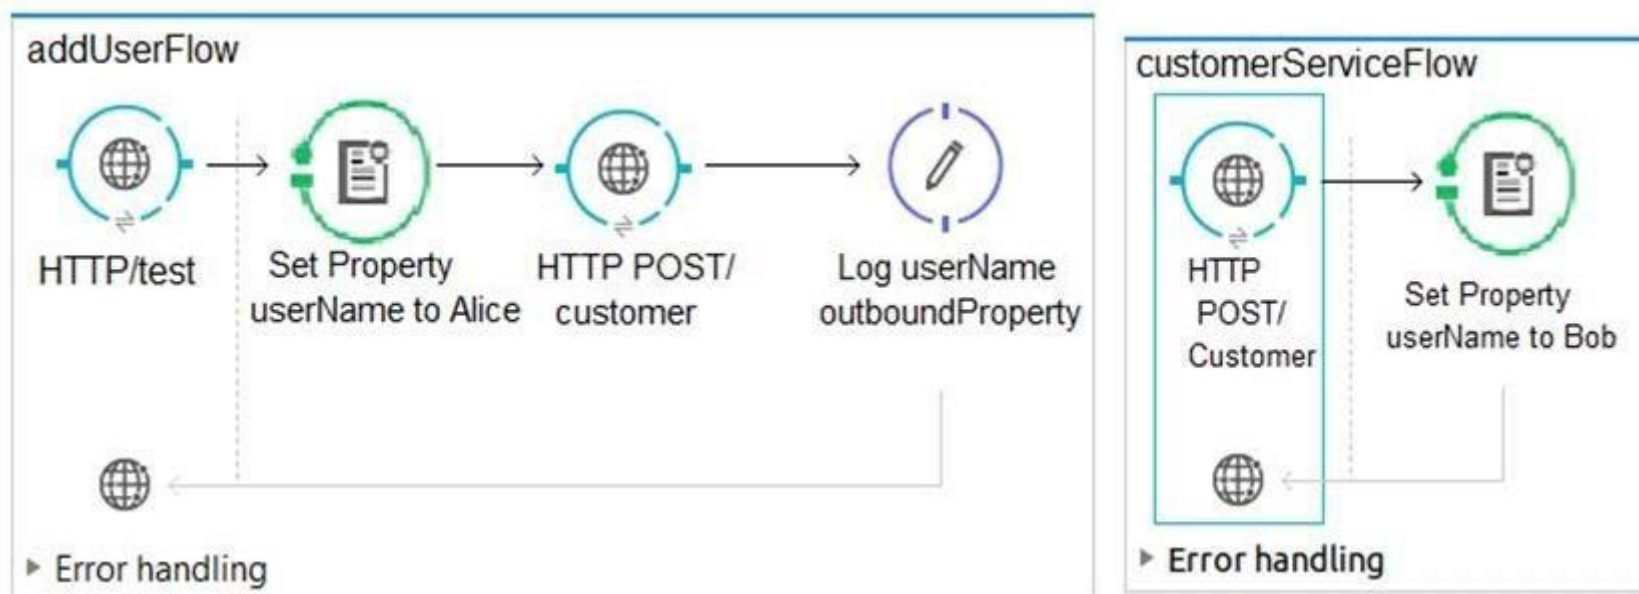 addUserFlow
HTTP/test
Set Property
userName to Alice
HTTP POST/
customer
Log userName
outboundProperty
Error handling
customerServiceFlow
HTTP
POST/
Customer
Set Property
userName to Bob
Error handling